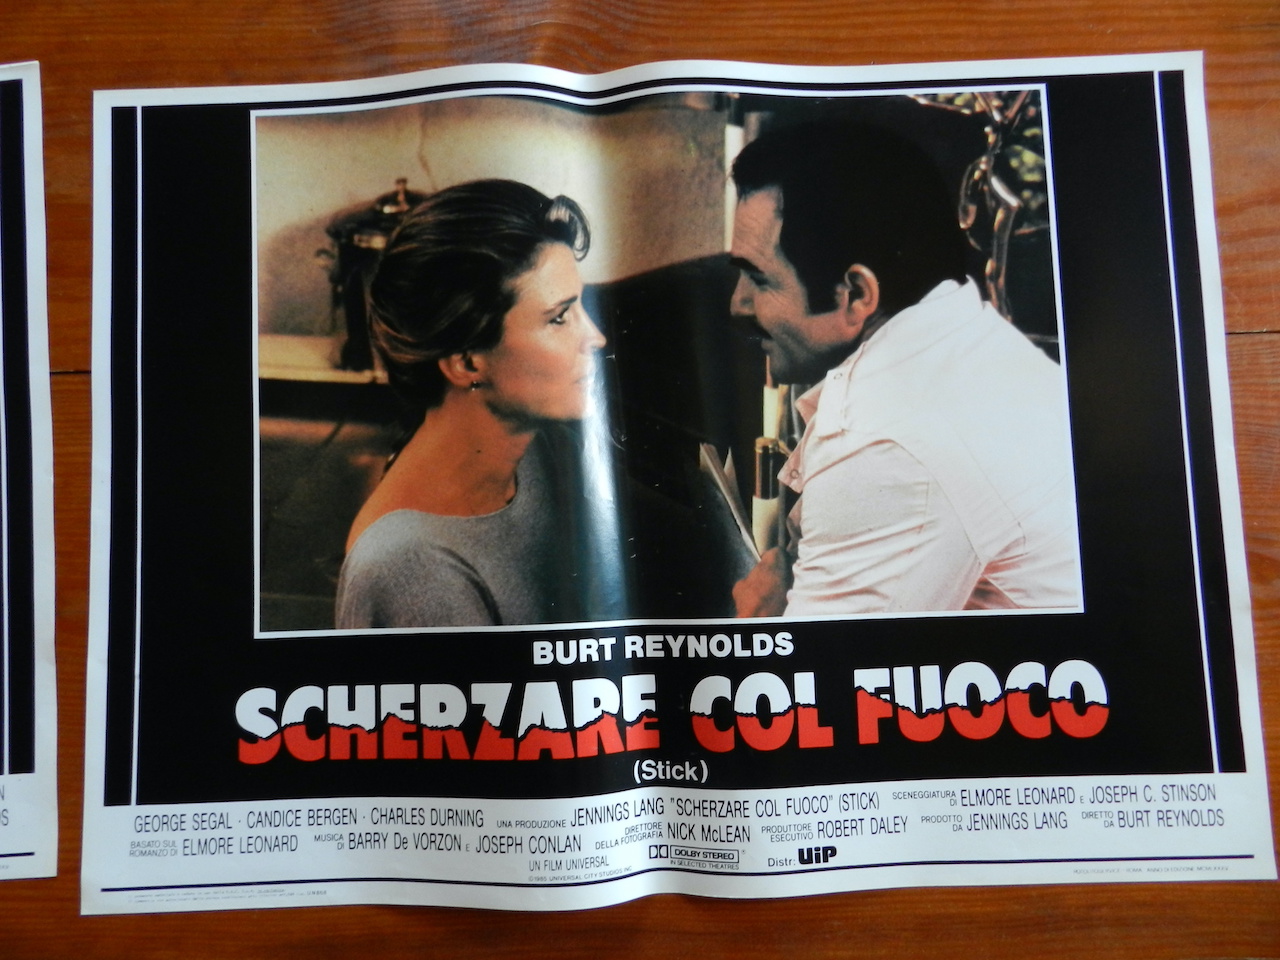 BURT REYNOLDS
SCHERZARE COL FUOCO
(Stick)
GEORGE SEGAL · CANDICE BERGEN · CHARLES DURNING UNA PRODUZIONE JENNINGS LANG "SCHERZARE COL FUOCO" (STICK) SCENEGGIATURA DI ELMORE LEONARD E JOSEPH C. STINSON
BASATO SUL ROMANZO DI ELMORE LEONARD MUSICA DI BARRY De VORZON E JOSEPH CONLAN DIRETTORE DELLA FOTOGRAFIA NICK McLEAN PRODUTTORE ESECUTIVO ROBERT DALEY PRODOTTO DA JENNINGS LANG DIRETTO DA BURT REYNOLDS
UN FILM UNIVERSAL DOLBY STEREO IN SELECTED THEATRES Distr: UIP
©1985 UNIVERSAL CITY STUDIOS INC.